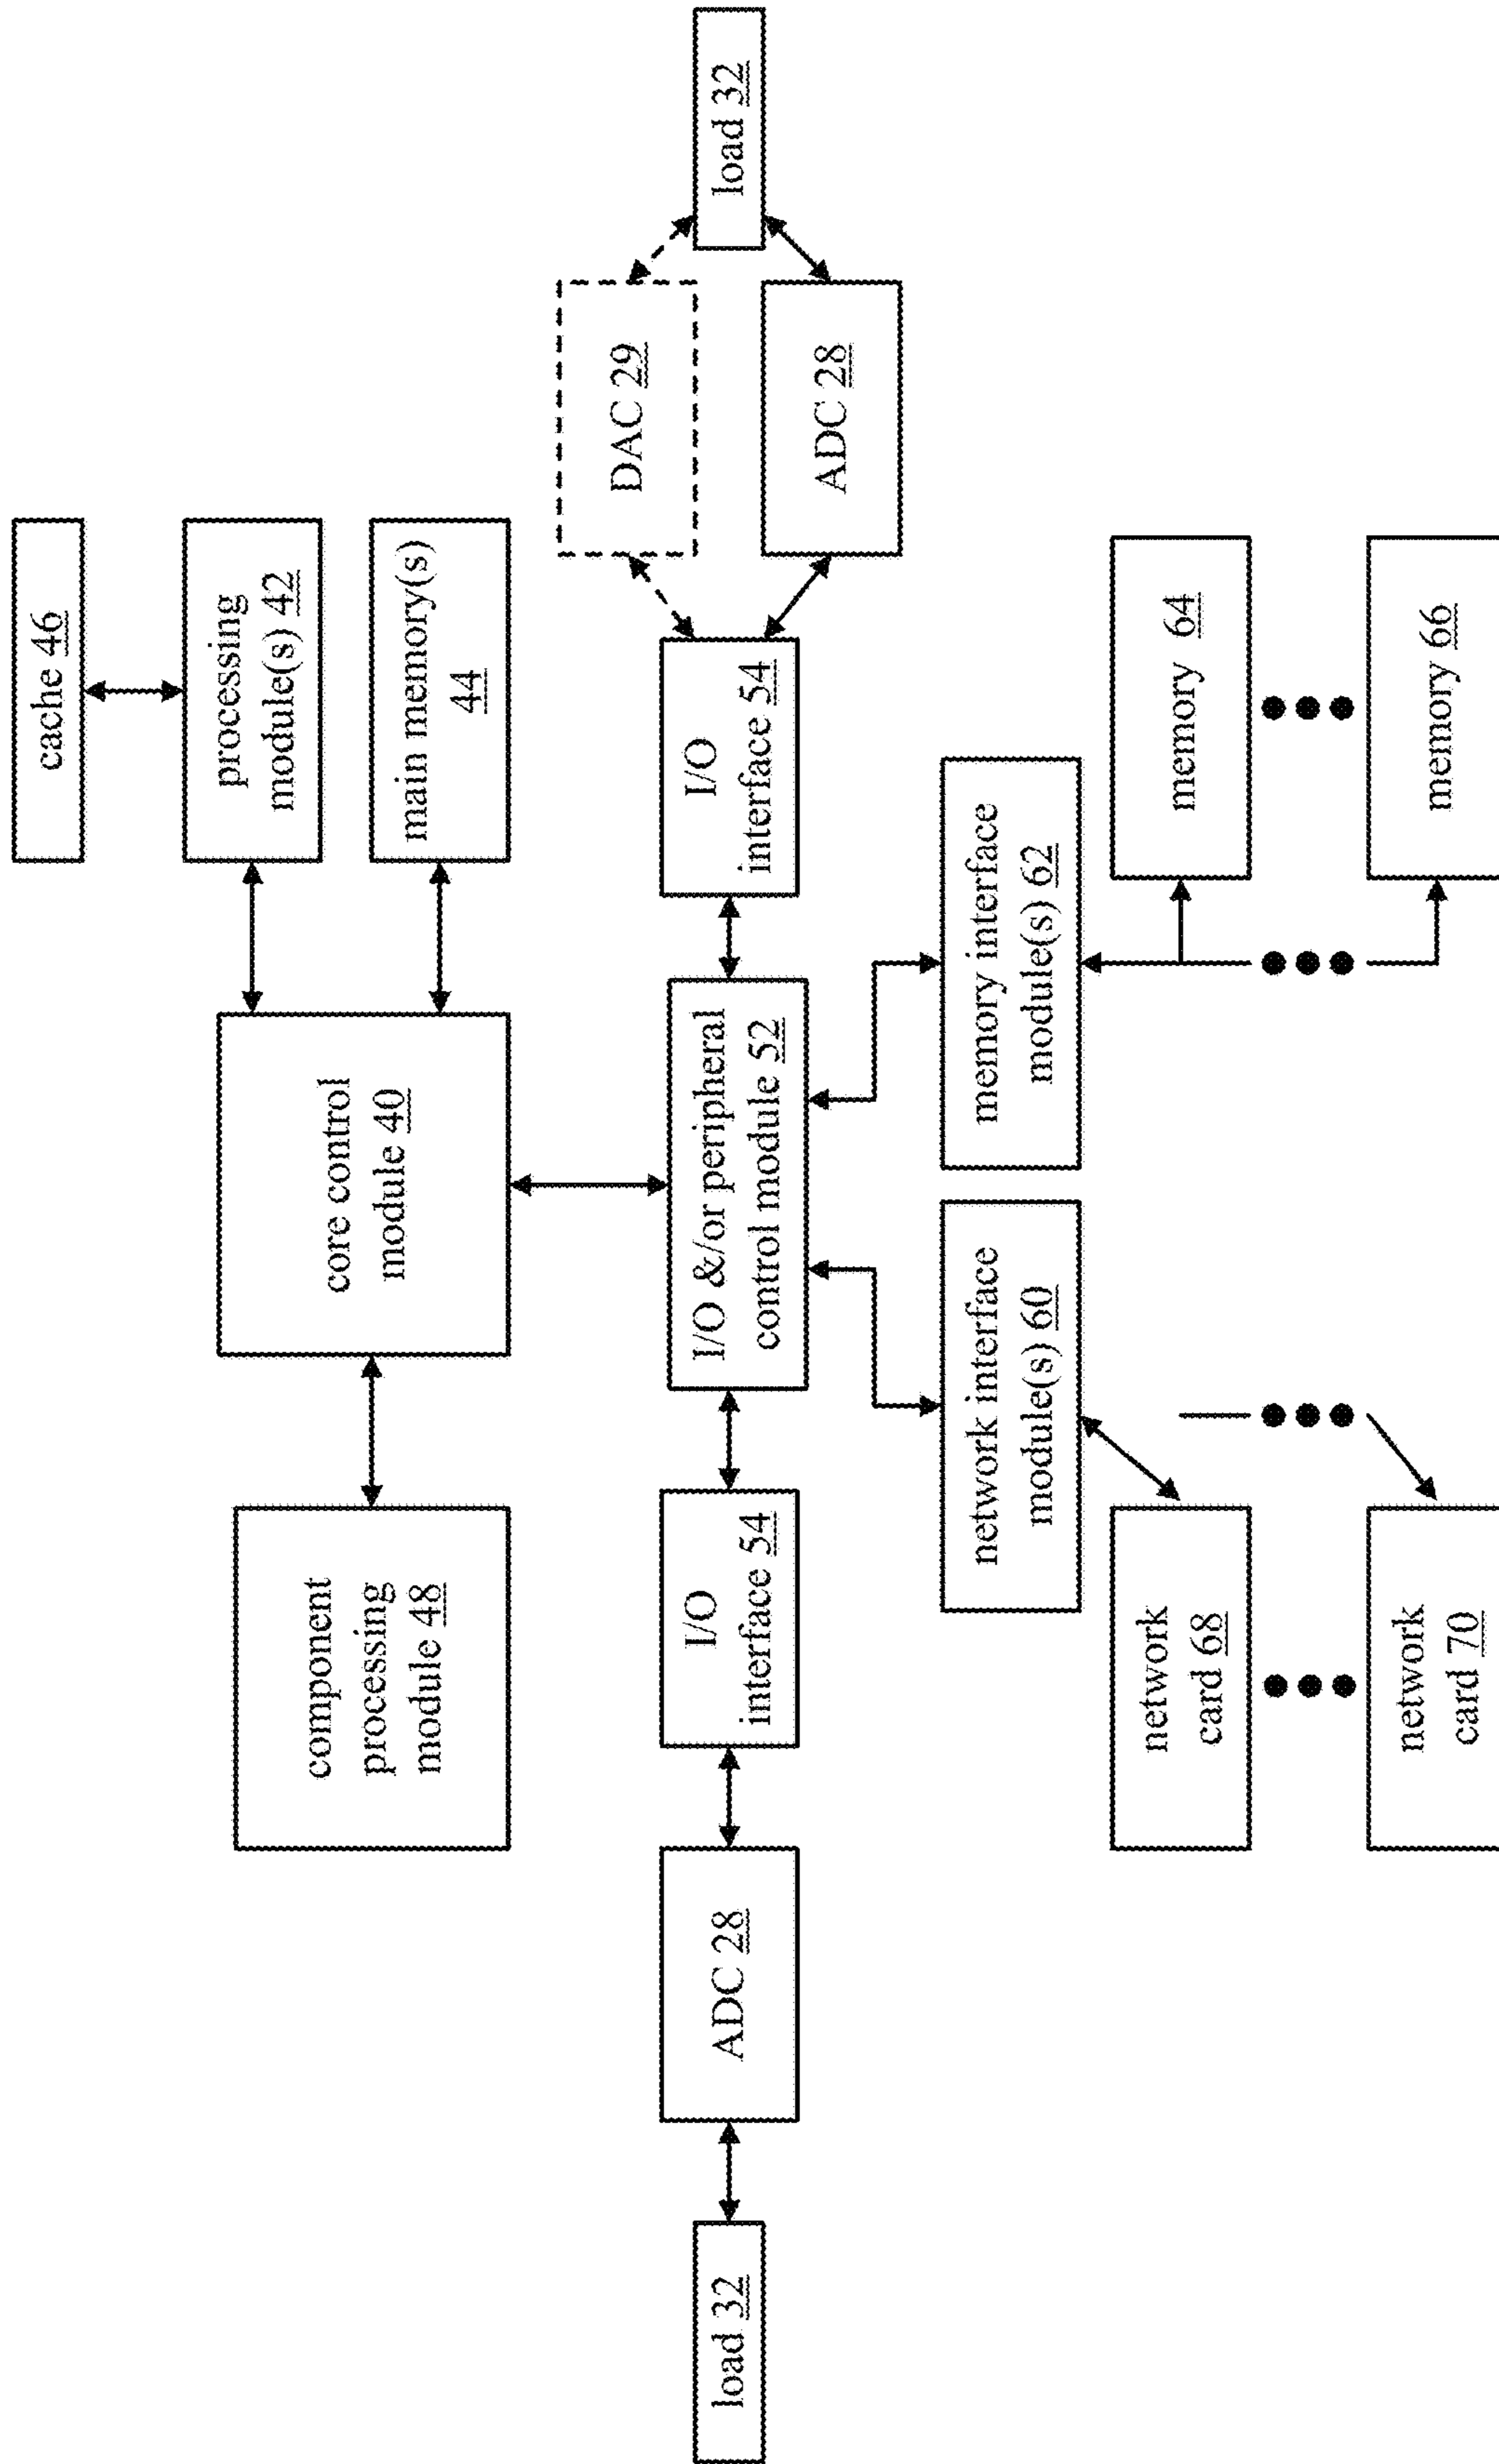 cache 46
processing
module(s) 42
main memory(s)
44
core control
module 40
component
processing
module 48
load 32
ADC 28
I/O
interface 54
I/O &/or peripheral
control module 52
I/O
interface 54
DAC 29
ADC 28
load 32
network interface
module(s) 60
memory interface
module(s) 62
network
card 68
memory 64
network
card 70
memory 66